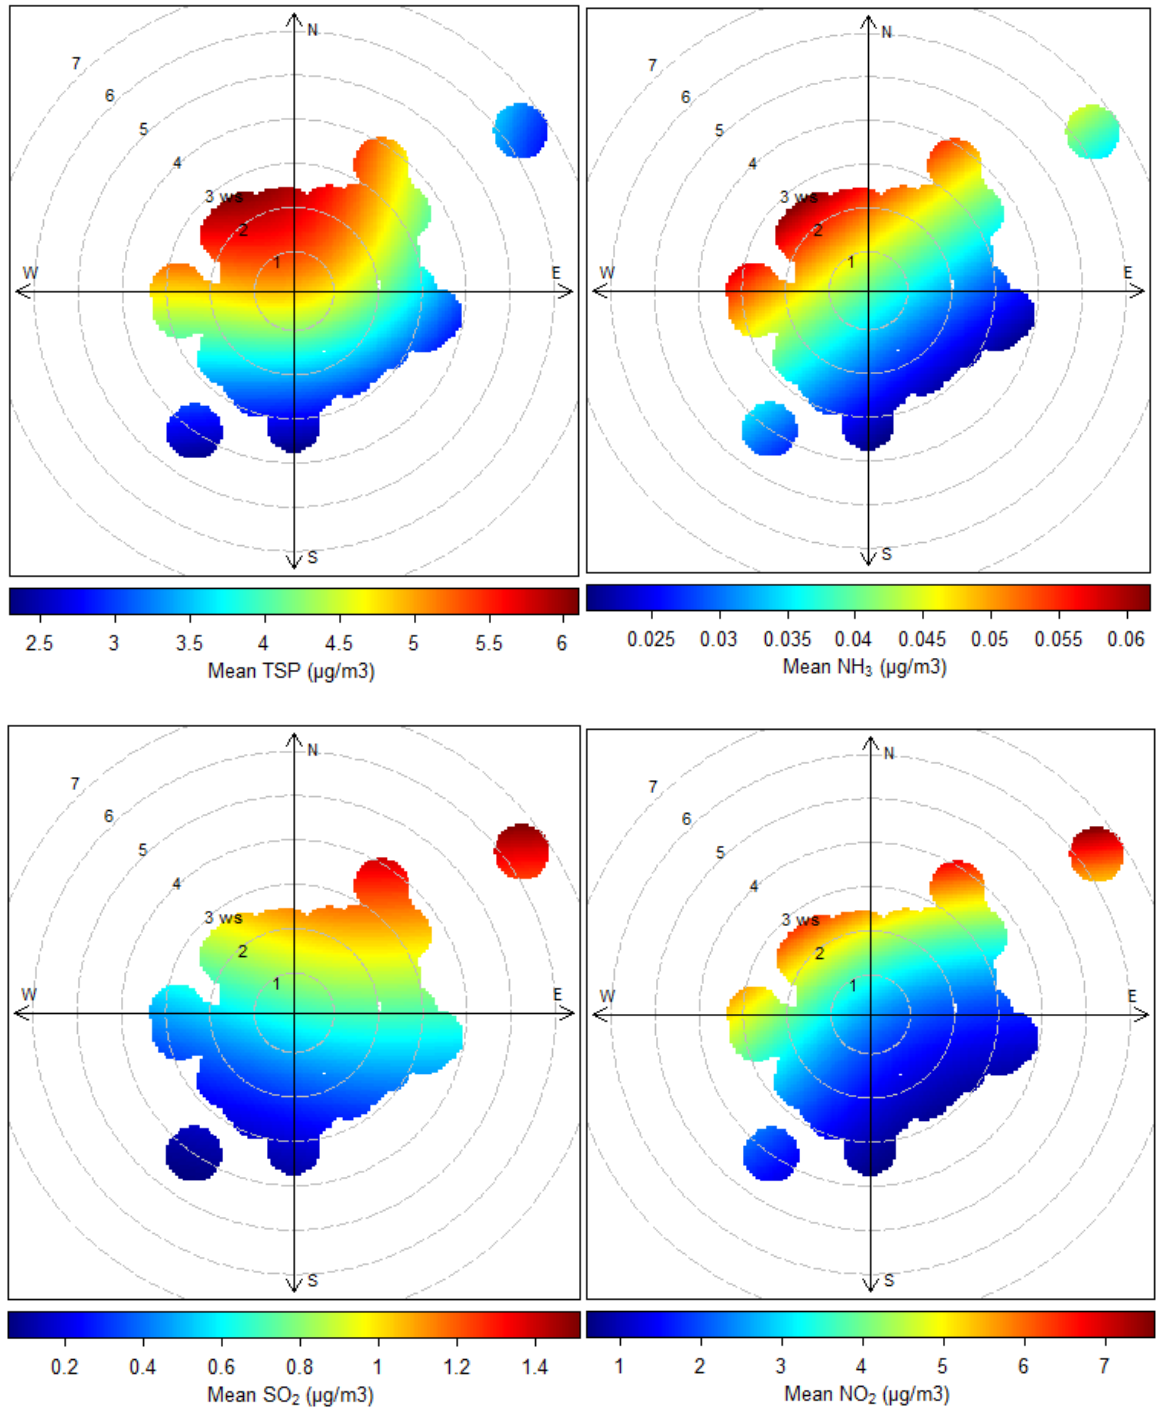 N
7
6
5
4
3 ws
2
1
W
E
S
2.5 3 3.5 4 4.5 5 5.5 6
Mean TSP (µg/m3)
N
7
6
5
4
3 ws
2
1
W
E
S
0.025 0.03 0.035 0.04 0.045 0.05 0.055 0.06
Mean NH₃ (µg/m3)
N
7
6
5
4
3 ws
2
1
W
E
S
0.2 0.4 0.6 0.8 1 1.2 1.4
Mean SO₂ (µg/m3)
N
7
6
5
4
3 ws
2
1
W
E
S
1 2 3 4 5 6 7
Mean NO₂ (µg/m3)